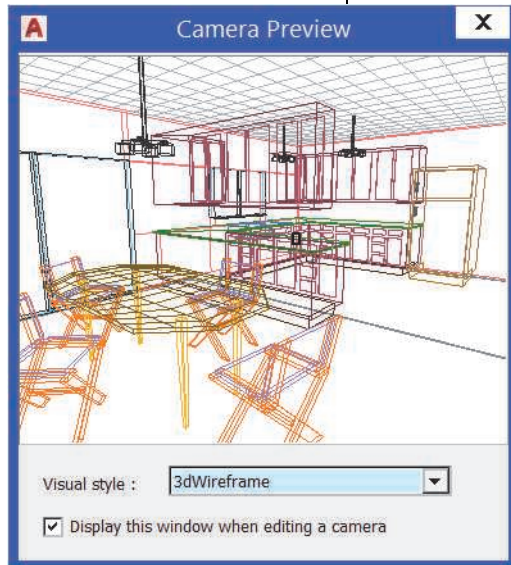 A
Camera Preview
X
Visual style :
3dWireframe
Display this window when editing a camera